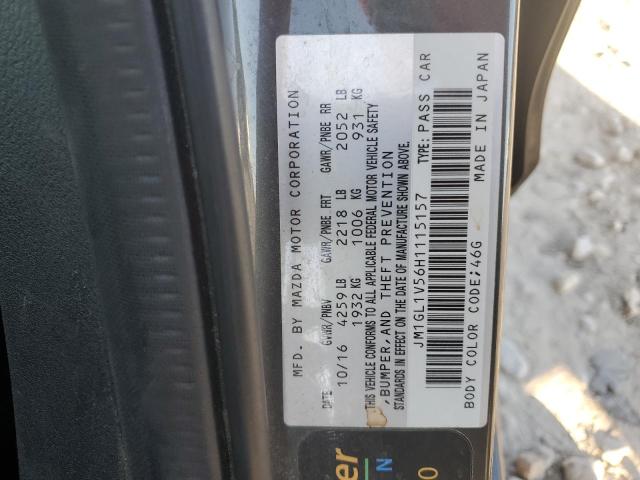 MFD. BY MAZDA MOTOR CORPORATION
GVWR/PNBV GAWR/PNBE FRT GAWR/PNBE RR
10/16 4259 LB 2218 LB 2052 LB
1932 KG 1006 KG 931 KG
THIS VEHICLE CONFORMS TO ALL APPLICABLE FEDERAL MOTOR VEHICLE SAFETY
,BUMPER,AND THEFT PREVENTION
STANDARDS IN EFFECT ON THE DATE OF MANUFACTURE SHOWN ABOVE.
JM1GL1V56H1115157 TYPE: PASS CAR
BODY COLOR CODE;46G MADE IN JAPAN
er
N
0